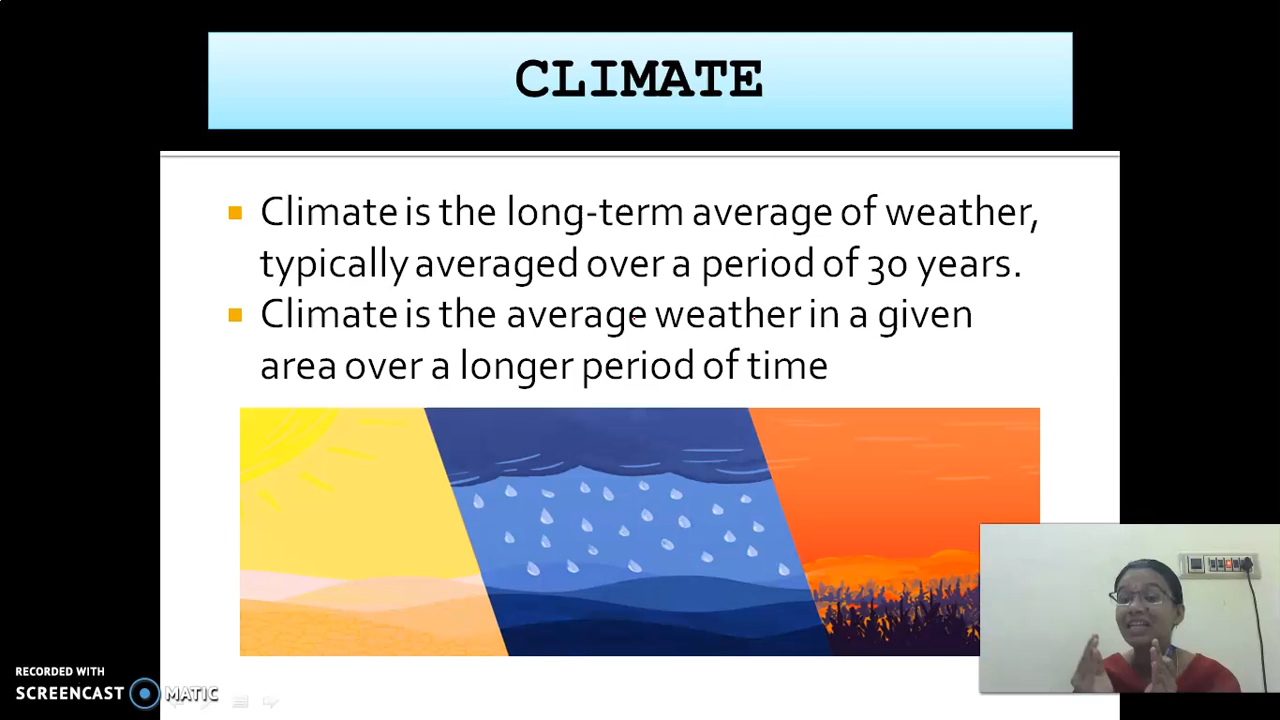 CLIMATE
Climate is the long-term average of weather,
typically averaged over a period of 30 years.
Climate is the average weather in a given
area over a longer period of time
RECORDED WITH
SCREENCAST MATIC